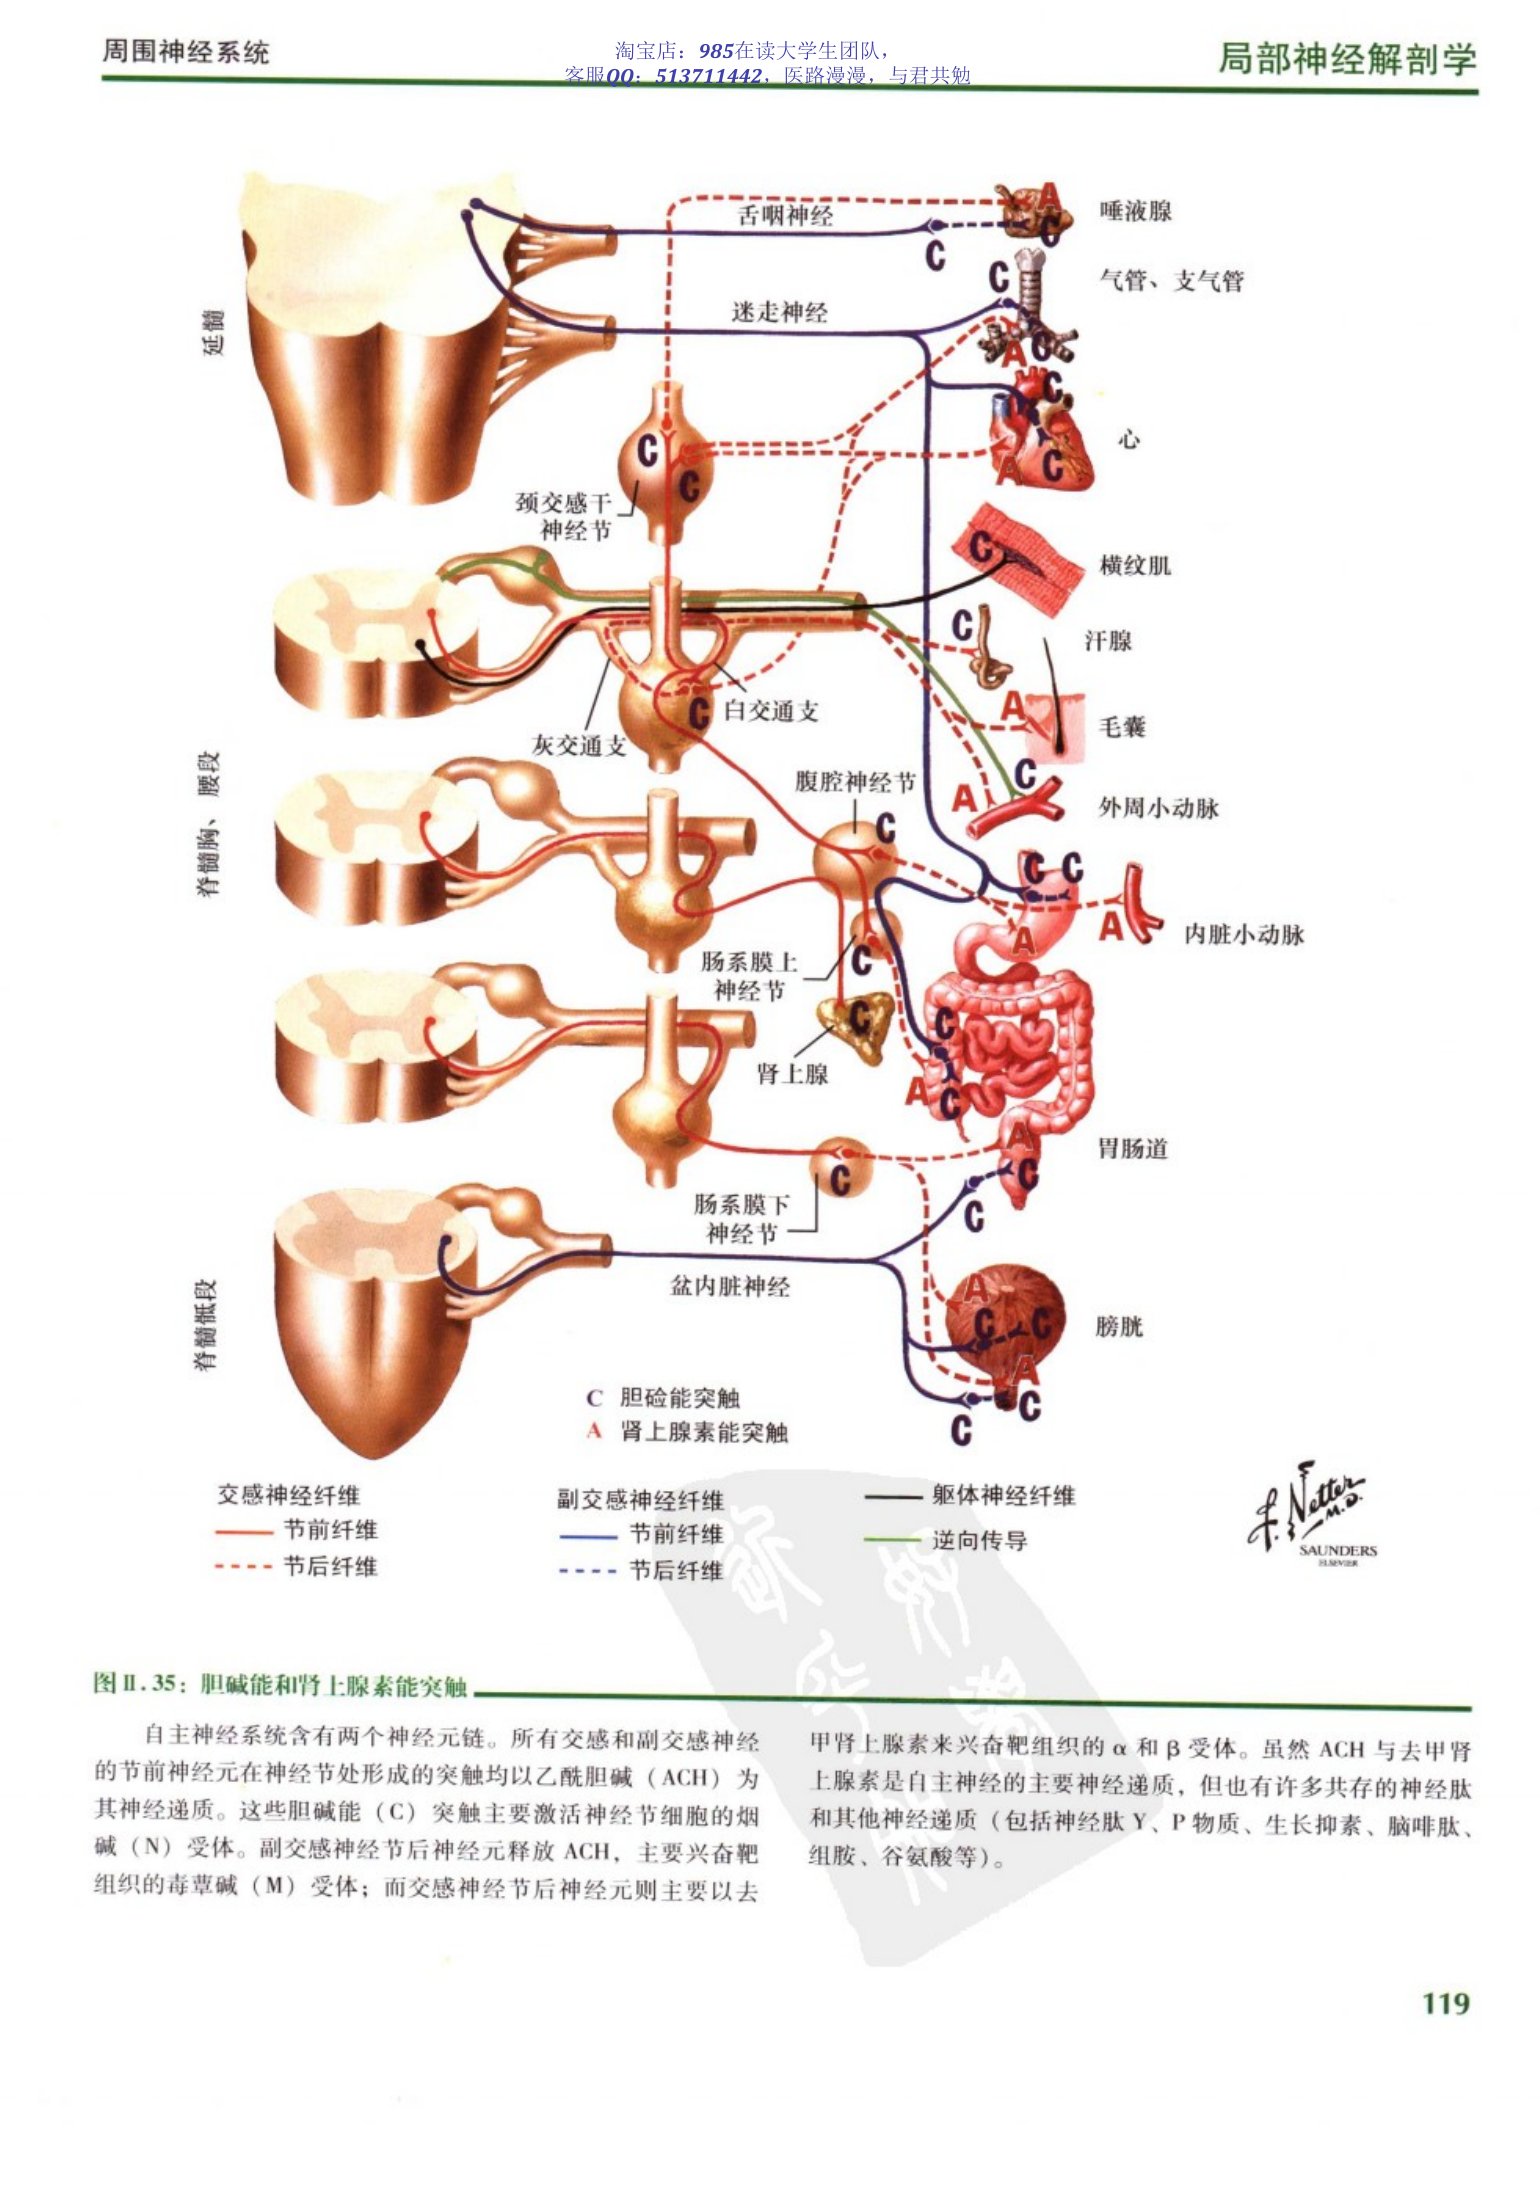 周围神经系统
淘宝店：985在读大学生团队，
客服QQ：513711442，医路漫漫，与君共勉
局部神经解剖学
舌咽神经
A
唾液腺
C
C
C
气管、支气管
迷走神经
延髓
A
C
C
心
C
C
A
C
颈交感干
神经节
C
横纹肌
C
汗腺
C
白交通支
A
毛囊
灰交通支
腹腔神经节
C
A
外周小动脉
脊髓胸、腰段
C
C
C
A
A
内脏小动脉
肠系膜上
神经节
C
C
C
肾上腺
A
C
A
胃肠道
C
C
肠系膜下
神经节
C
盆内脏神经
脊髓骶段
A
C
C
膀胱
A
C
C
C 胆硷能突触
A 肾上腺素能突触
交感神经纤维
节前纤维
节后纤维
副交感神经纤维
节前纤维
节后纤维
躯体神经纤维
逆向传导
F. Netter
M.D.
SAUNDERS
ELSEVIER
图 II.35：胆碱能和肾上腺素能突触
自主神经系统含有两个神经元链。所有交感和副交感神经
的节前神经元在神经节处形成的突触均以乙酰胆碱（ACH）为
其神经递质。这些胆碱能（C）突触主要激活神经节细胞的烟
碱（N）受体。副交感神经节后神经元释放 ACH，主要兴奋靶
组织的毒蕈碱（M）受体；而交感神经节后神经元则主要以去
甲肾上腺素来兴奋靶组织的 α 和 β 受体。虽然 ACH 与去甲肾
上腺素是自主神经的主要神经递质，但也有许多共存的神经肽
和其他神经递质（包括神经肽 Y、P 物质、生长抑素、脑啡肽、
组胺、谷氨酸等）。
119